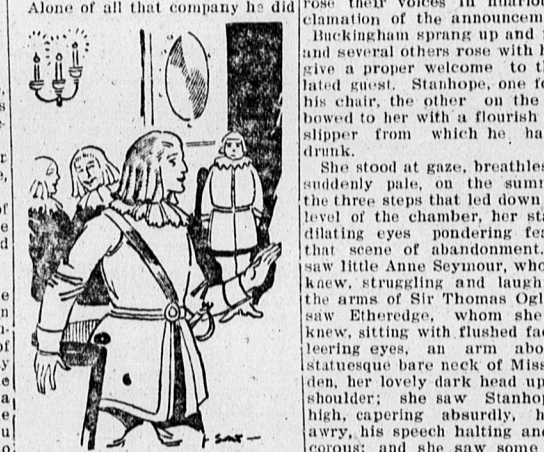 Alone of all that company he did
rose their voices in hilario
clamation of the announcem
Buckingham sprang up and
and several others rose with h
give a proper welcome to th
lated guest. Stanhope, one fo
his chair, the other on the
bowed to her with a flourish
slipper from which he ha
drunk.
She stood at gaze, breathles
suddenly pale, on the summ
the three steps that led down
level of the chamber, her sta
dilating eyes pondering fea
that scene of abandonment.
saw little Anne Seymour, who
knew, struggling and laugh
the arms of Sir Thomas Ogl
saw Etheredge, whom she
knew, sitting with flushed fac
leering eyes, an arm abo
statuesque bare neck of Miss
den, her lovely dark head up
shoulder; she saw Stanhop
high, capering absurdly, h
awry, his speech halting and
corous; and she saw some